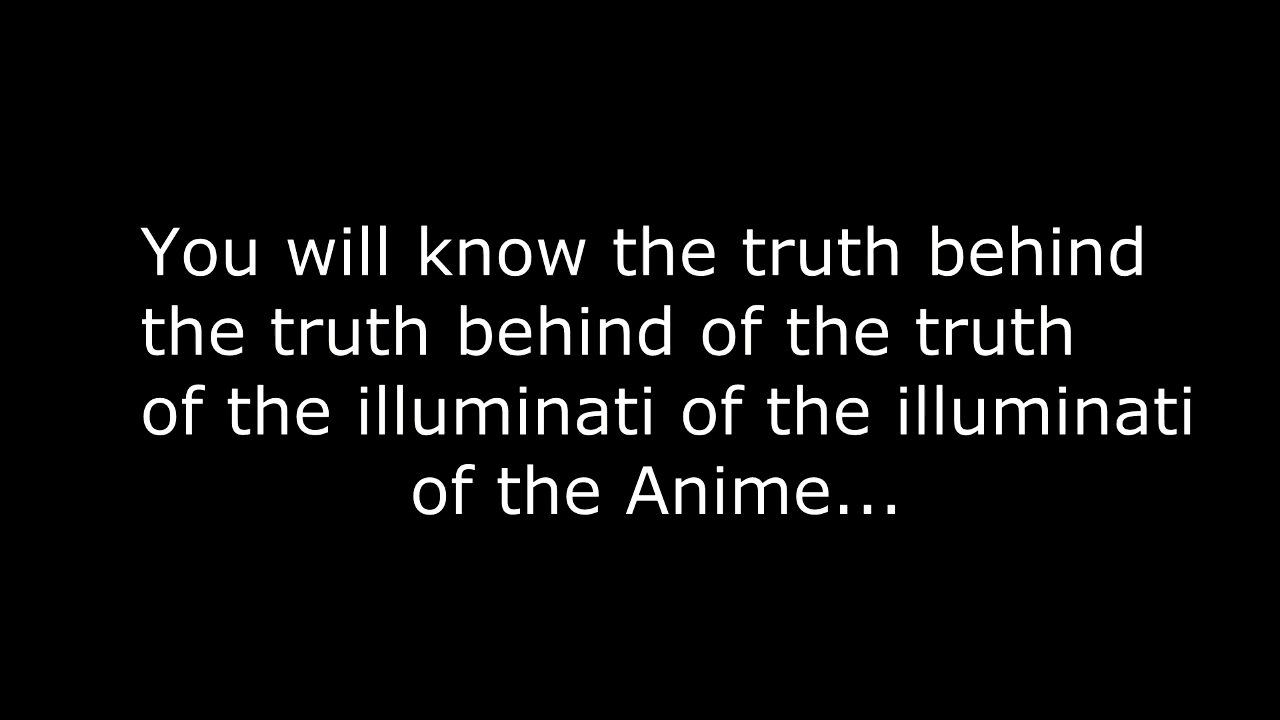 You will know the truth behind
the truth behind of the truth
of the illuminati of the illuminati
of the Anime...